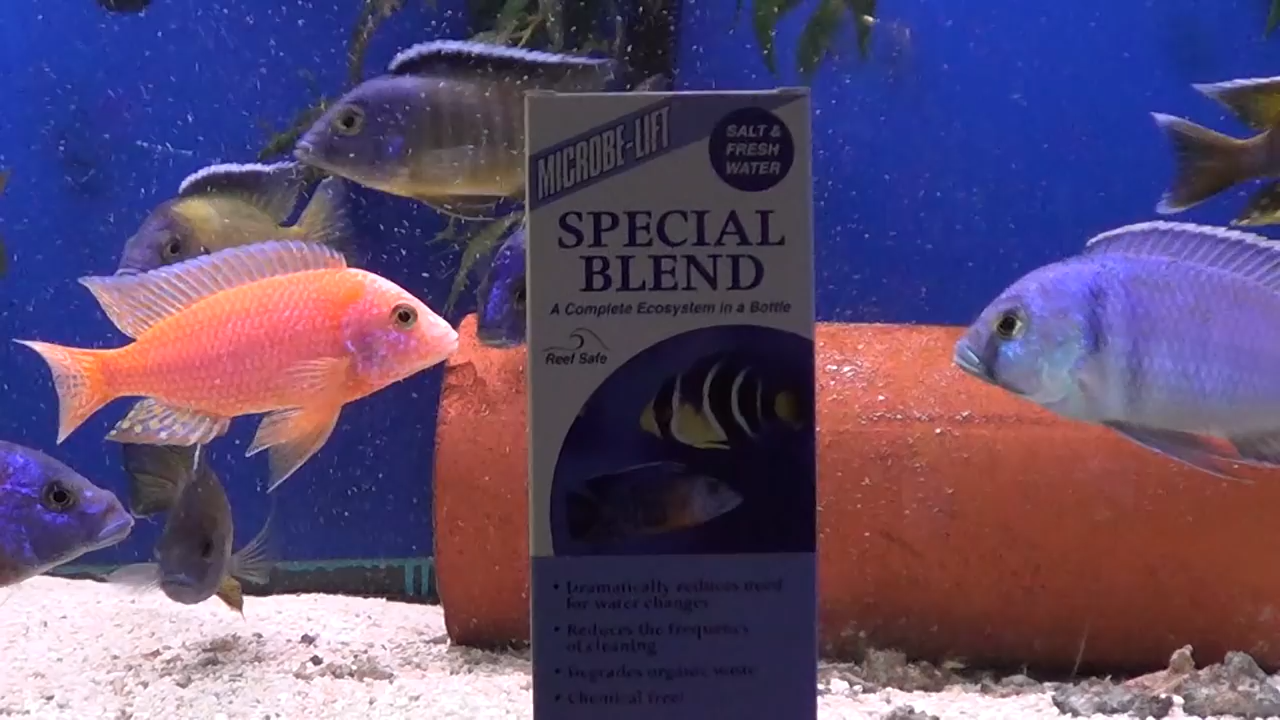 MICROBE-LIFT
SALT &
FRESH
WATER
SPECIAL
BLEND
A Complete Ecosystem in a Bottle
Reef Safe
• Dramatically reduces need
for water changes
• Reduces the frequency
of cleaning
• Degrades organic waste
• Chemical free!